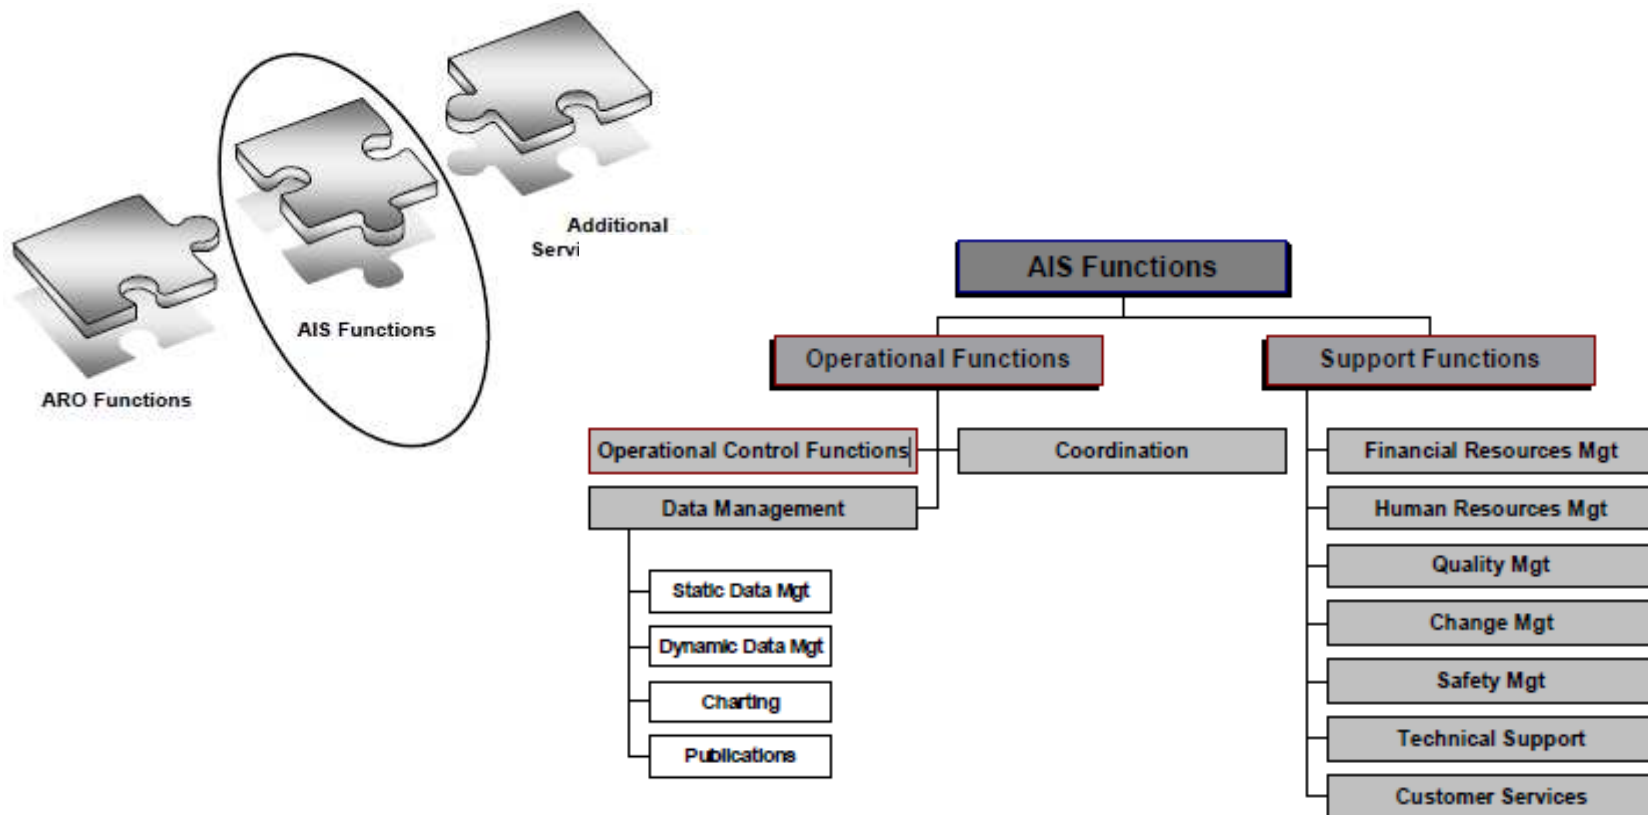 Additional
Servi
AIS Functions
ARO Functions
AIS Functions
Operational Functions
Support Functions
Operational Control Functions
Coordination
Data Management
Static Data Mgt
Dynamic Data Mgt
Charting
Publications
Financial Resources Mgt
Human Resources Mgt
Quality Mgt
Change Mgt
Safety Mgt
Technical Support
Customer Services